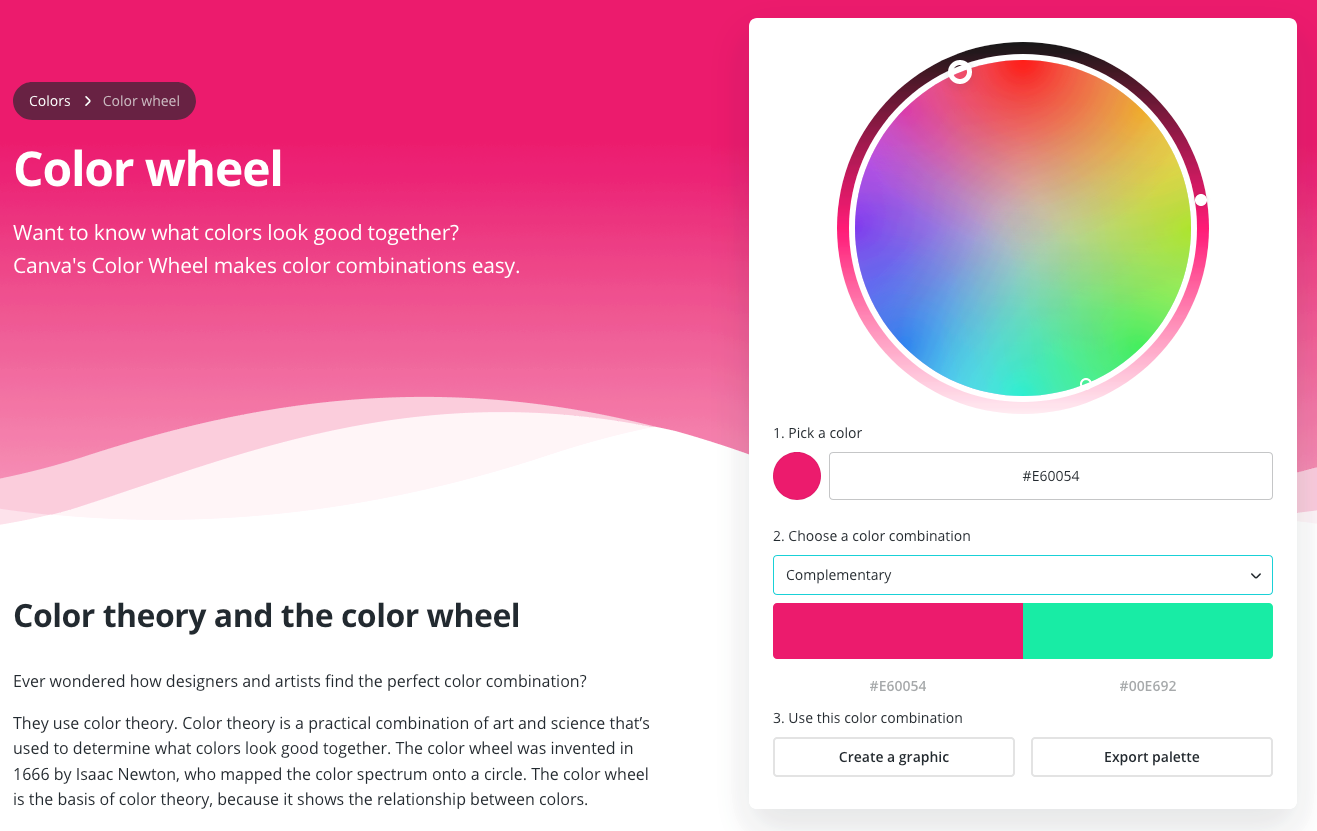 Colors > Color wheel
Color wheel
Want to know what colors look good together?
Canva's Color Wheel makes color combinations easy.
Color theory and the color wheel
Ever wondered how designers and artists find the perfect color combination?
They use color theory. Color theory is a practical combination of art and science that’s
used to determine what colors look good together. The color wheel was invented in
1666 by Isaac Newton, who mapped the color spectrum onto a circle. The color wheel
is the basis of color theory, because it shows the relationship between colors.
1. Pick a color
#E60054
2. Choose a color combination
Complementary
#E60054
#00E692
3. Use this color combination
Create a graphic
Export palette